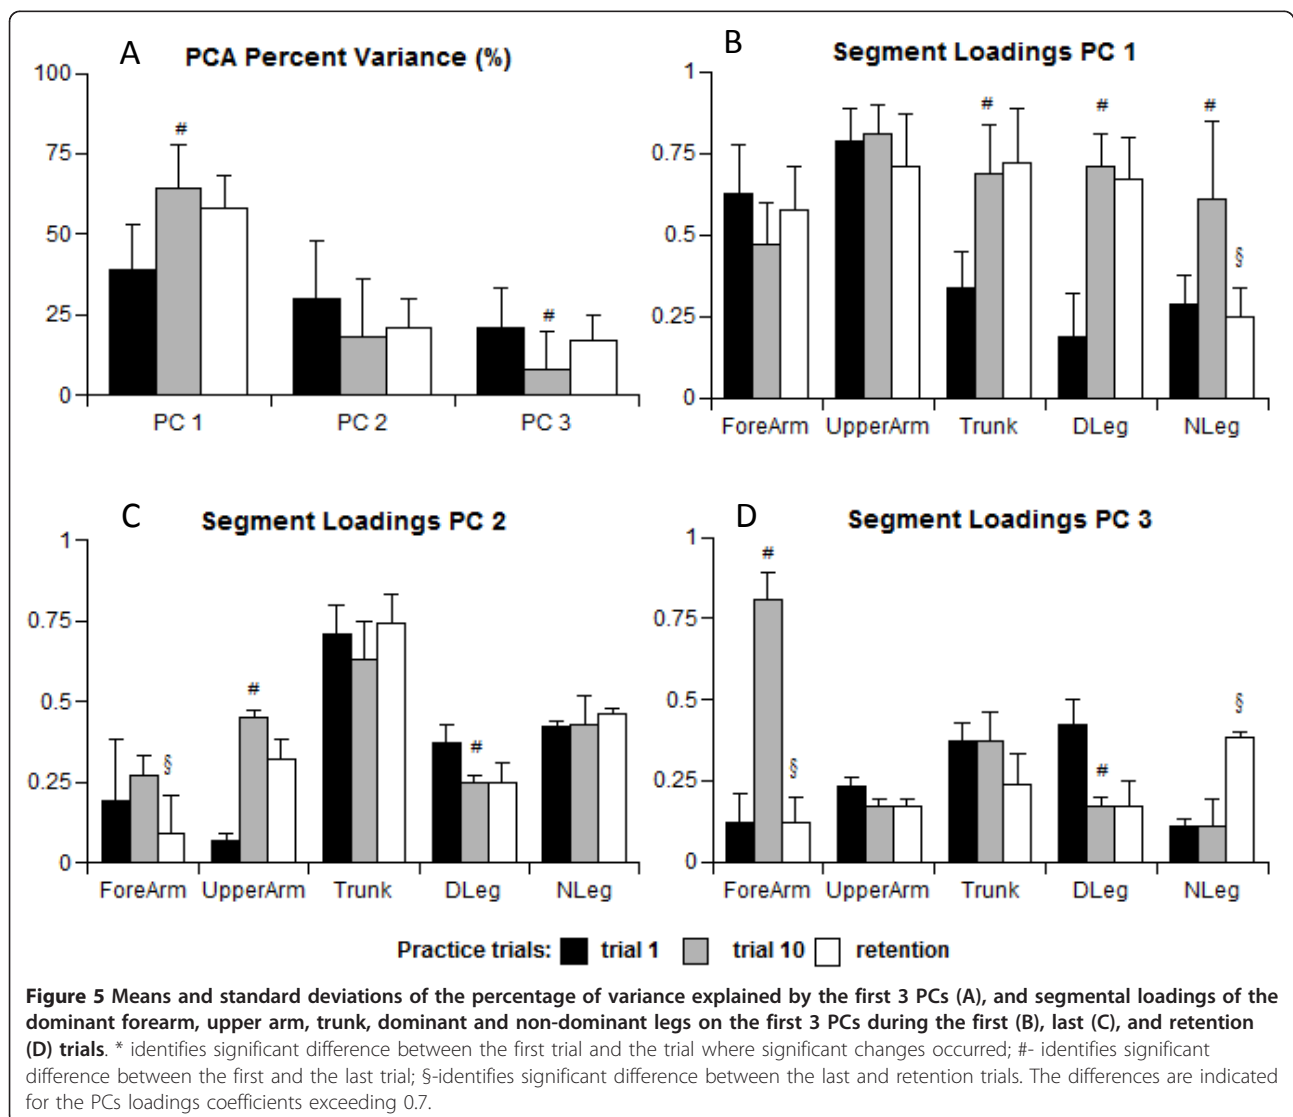 A
PCA Percent Variance (%)
100
75
50
25
0
#
#
PC 1
PC 2
PC 3
B
Segment Loadings PC 1
1
0.75
0.5
0.25
0
#
#
#
§
ForeArm
UpperArm
Trunk
DLeg
NLeg
C
Segment Loadings PC 2
1
0.75
0.5
0.25
0
§
#
#
ForeArm
UpperArm
Trunk
DLeg
NLeg
D
Segment Loadings PC 3
1
0.75
0.5
0.25
0
#
§
#
§
ForeArm
UpperArm
Trunk
DLeg
NLeg
Practice trials: trial 1 trial 10 retention
Figure 5 Means and standard deviations of the percentage of variance explained by the first 3 PCs (A), and segmental loadings of the
dominant forearm, upper arm, trunk, dominant and non-dominant legs on the first 3 PCs during the first (B), last (C), and retention
(D) trials. * identifies significant difference between the first trial and the trial where significant changes occurred; #- identifies significant
difference between the first and the last trial; §-identifies significant difference between the last and retention trials. The differences are indicated
for the PCs loadings coefficients exceeding 0.7.